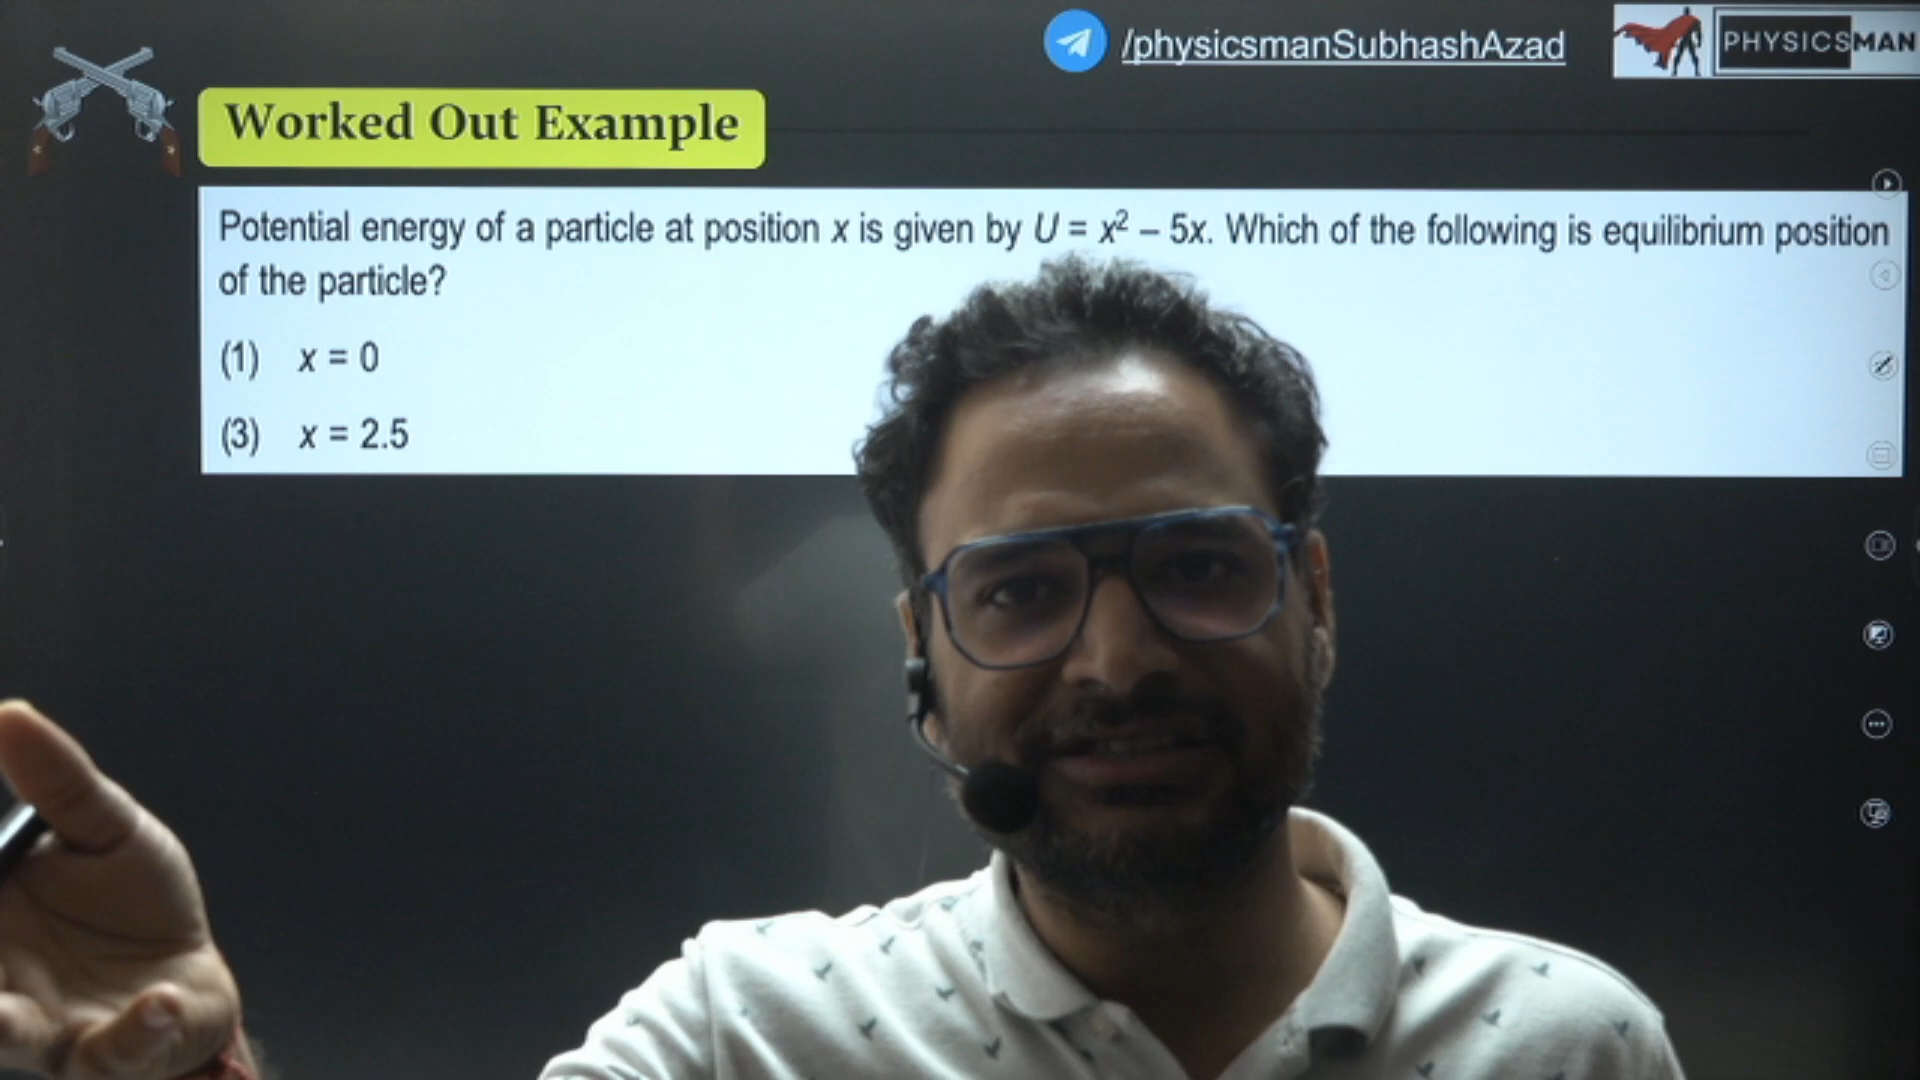 /physicsmanSubhashAzad
PHYSICSMAN
Worked Out Example
Potential energy of a particle at position x is given by U = x² – 5x. Which of the following is equilibrium position
of the particle?
(1) x = 0
(3) x = 2.5